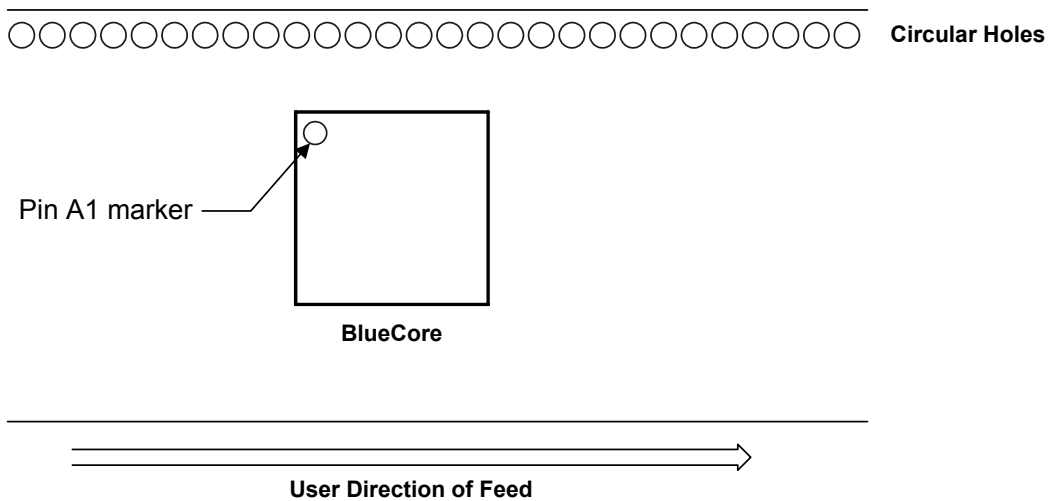 Circular Holes
Pin A1 marker
BlueCore
User Direction of Feed